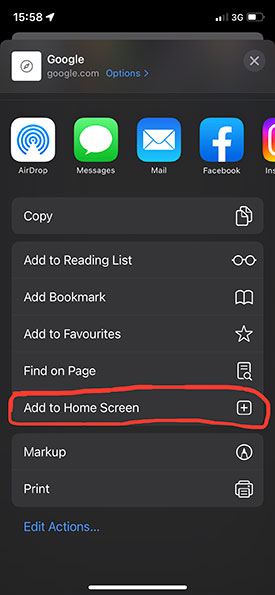 15:58
3G
Google
google.com Options >
AirDrop Messages Mail Facebook Ins
Copy
Add to Reading List
Add Bookmark
Add to Favourites
Find on Page
Add to Home Screen
Markup
Print
Edit Actions...